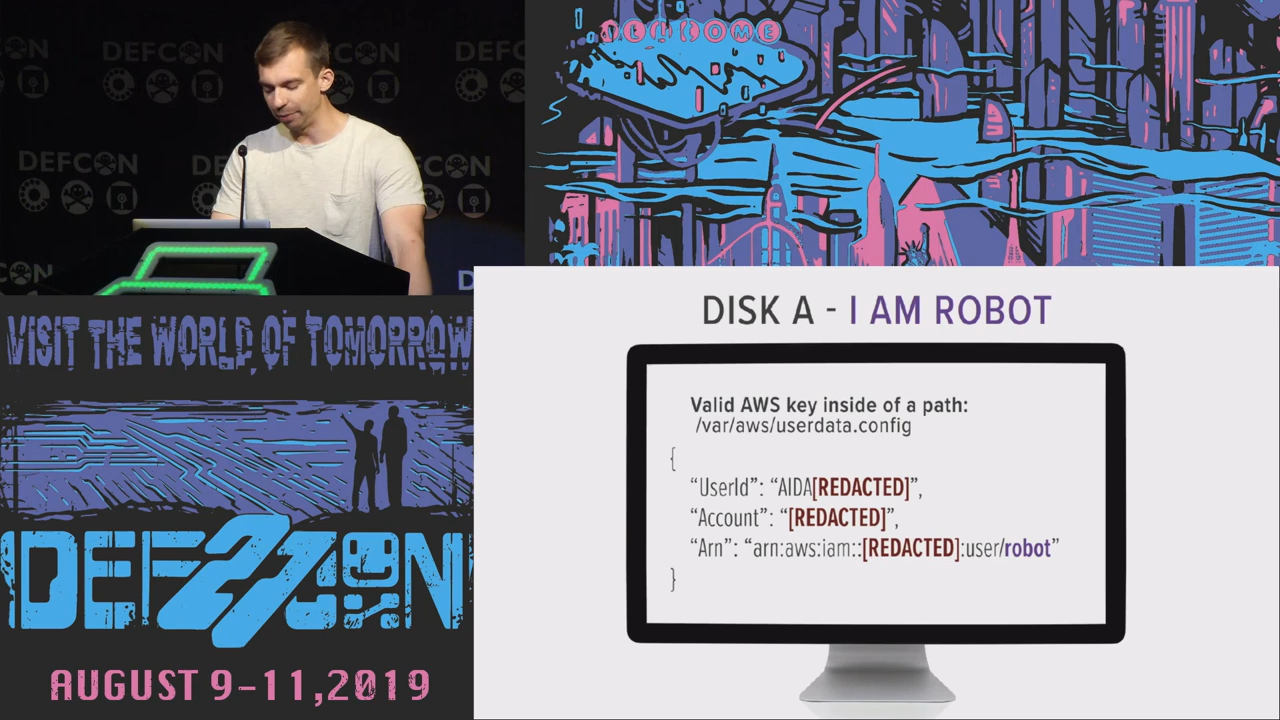 WELCOME
DEFCON
DEFCON
DEFCON
DEFCON
DEFCON
VISIT THE WORLD OF TOMORROW
DEF27CON
AUGUST 9-11,2019
DISK A - I AM ROBOT
Valid AWS key inside of a path:
/var/aws/userdata.config
{
“UserId”: “AIDA[REDACTED]”,
“Account”: “[REDACTED]”,
“Arn”: “arn:aws:iam::[REDACTED]:user/robot”
}